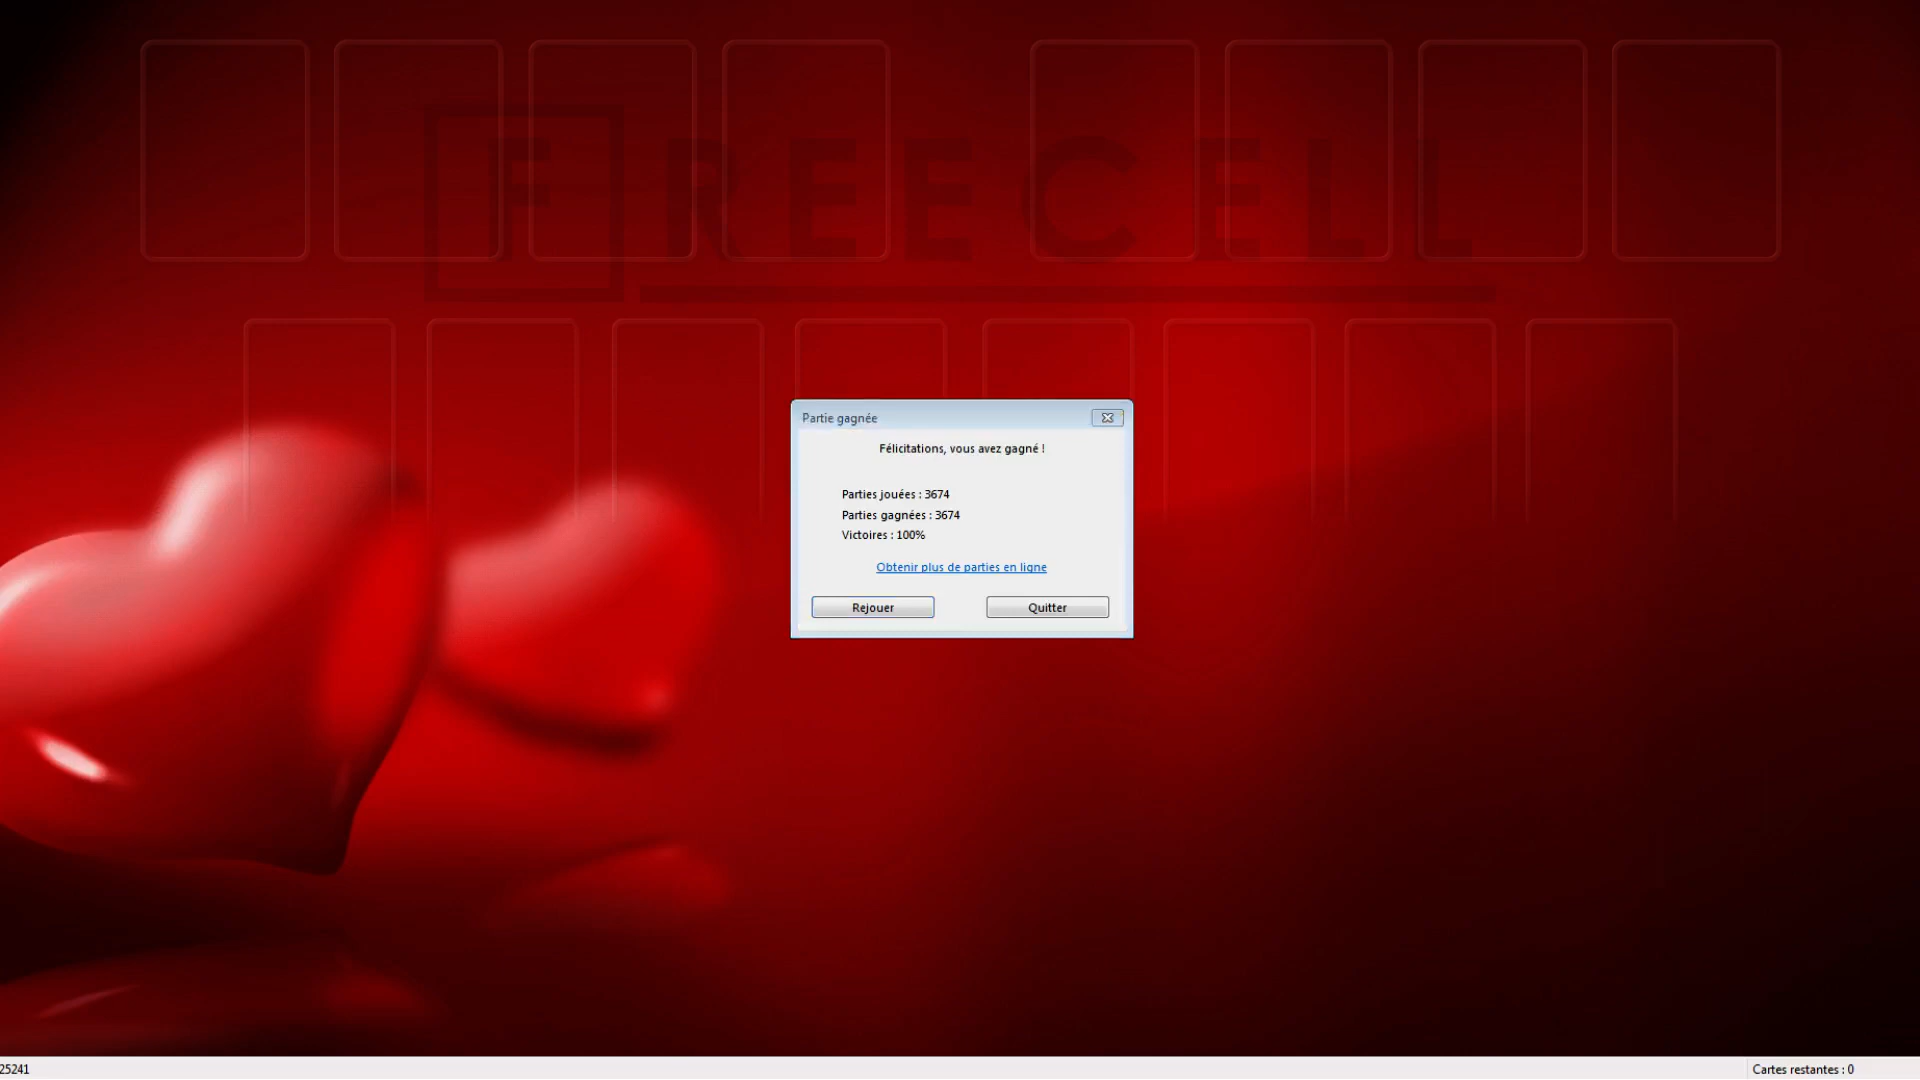 FREECELL
Partie gagnée
Félicitations, vous avez gagné !
Parties jouées : 3674
Parties gagnées : 3674
Victoires : 100%
Obtenir plus de parties en ligne
Rejouer
Quitter
25241
Cartes restantes : 0